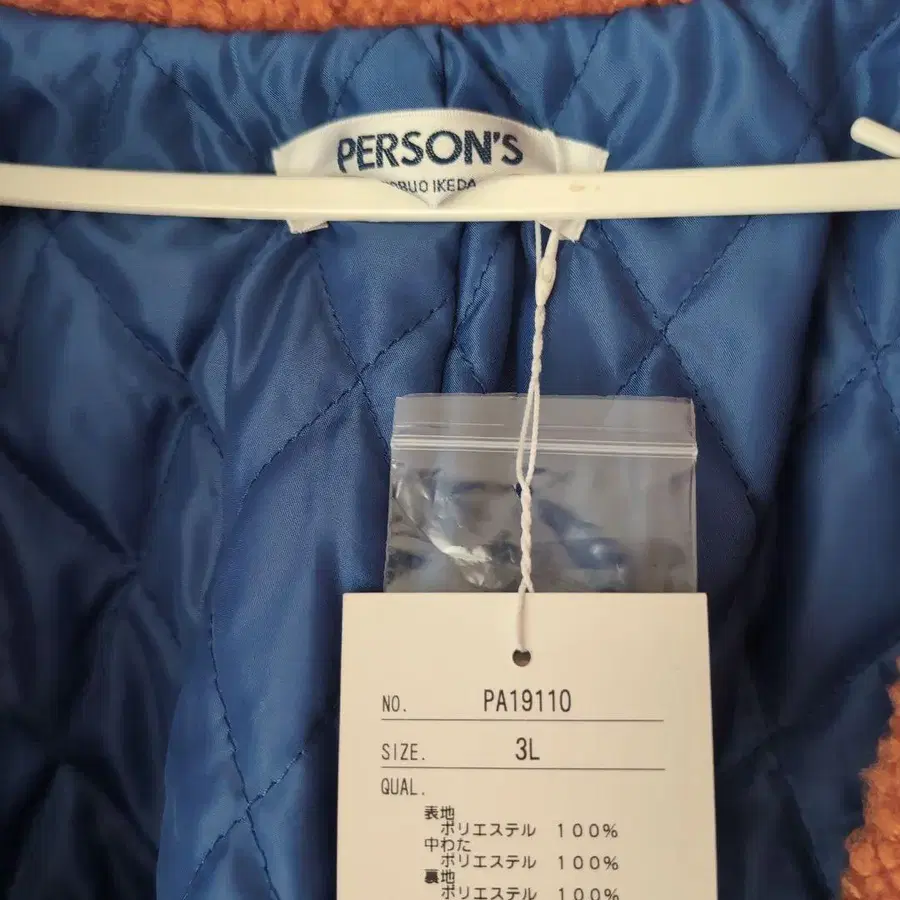 PERSON'S
IKEDA
NO. PA19110
SIZE. 3L
QUAL.
表地
ポリエステル 100%
中わた
ポリエステル 100%
裏地
ポリエステル 100%